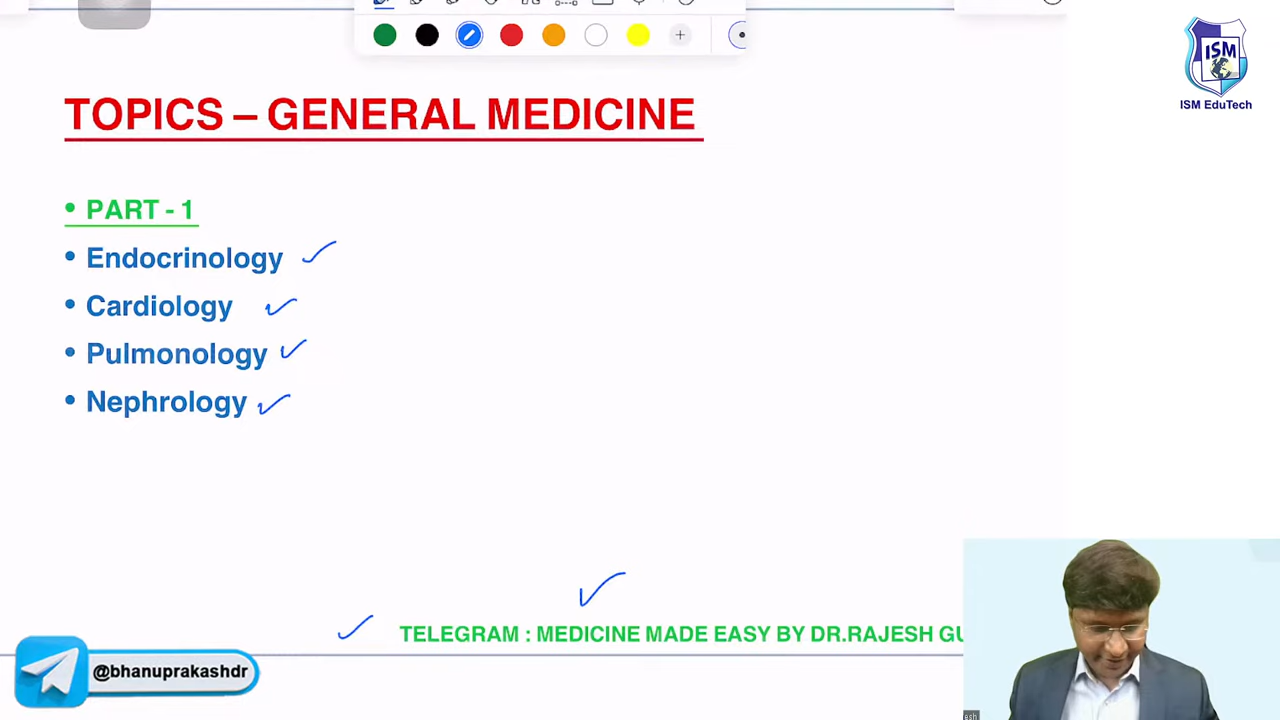 ISM
ISM EduTech
TOPICS – GENERAL MEDICINE
• PART - 1
• Endocrinology
• Cardiology
• Pulmonology
• Nephrology
TELEGRAM : MEDICINE MADE EASY BY DR.RAJESH GU
@bhanuprakashdr